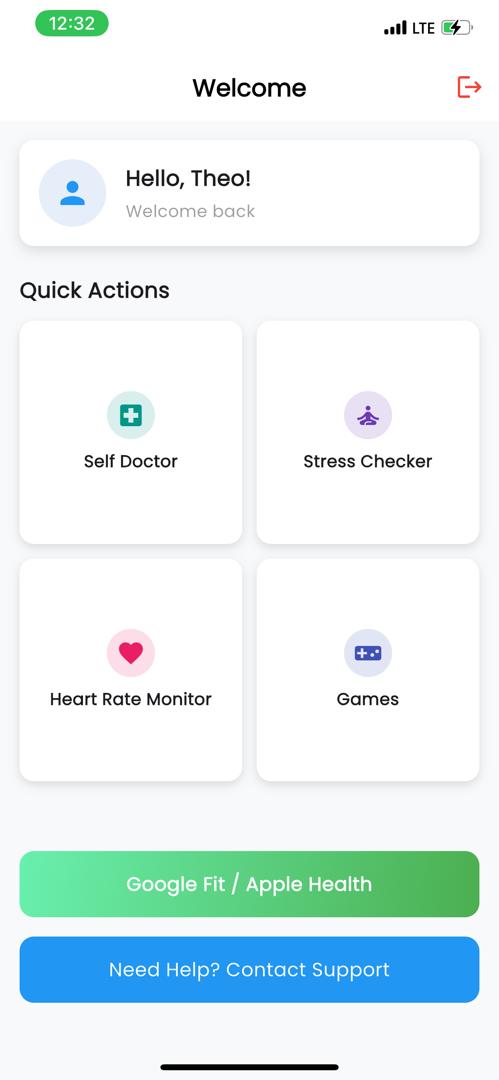 12:32
LTE
Welcome
Hello, Theo!
Welcome back
Quick Actions
Self Doctor
Stress Checker
Heart Rate Monitor
Games
Google Fit / Apple Health
Need Help? Contact Support